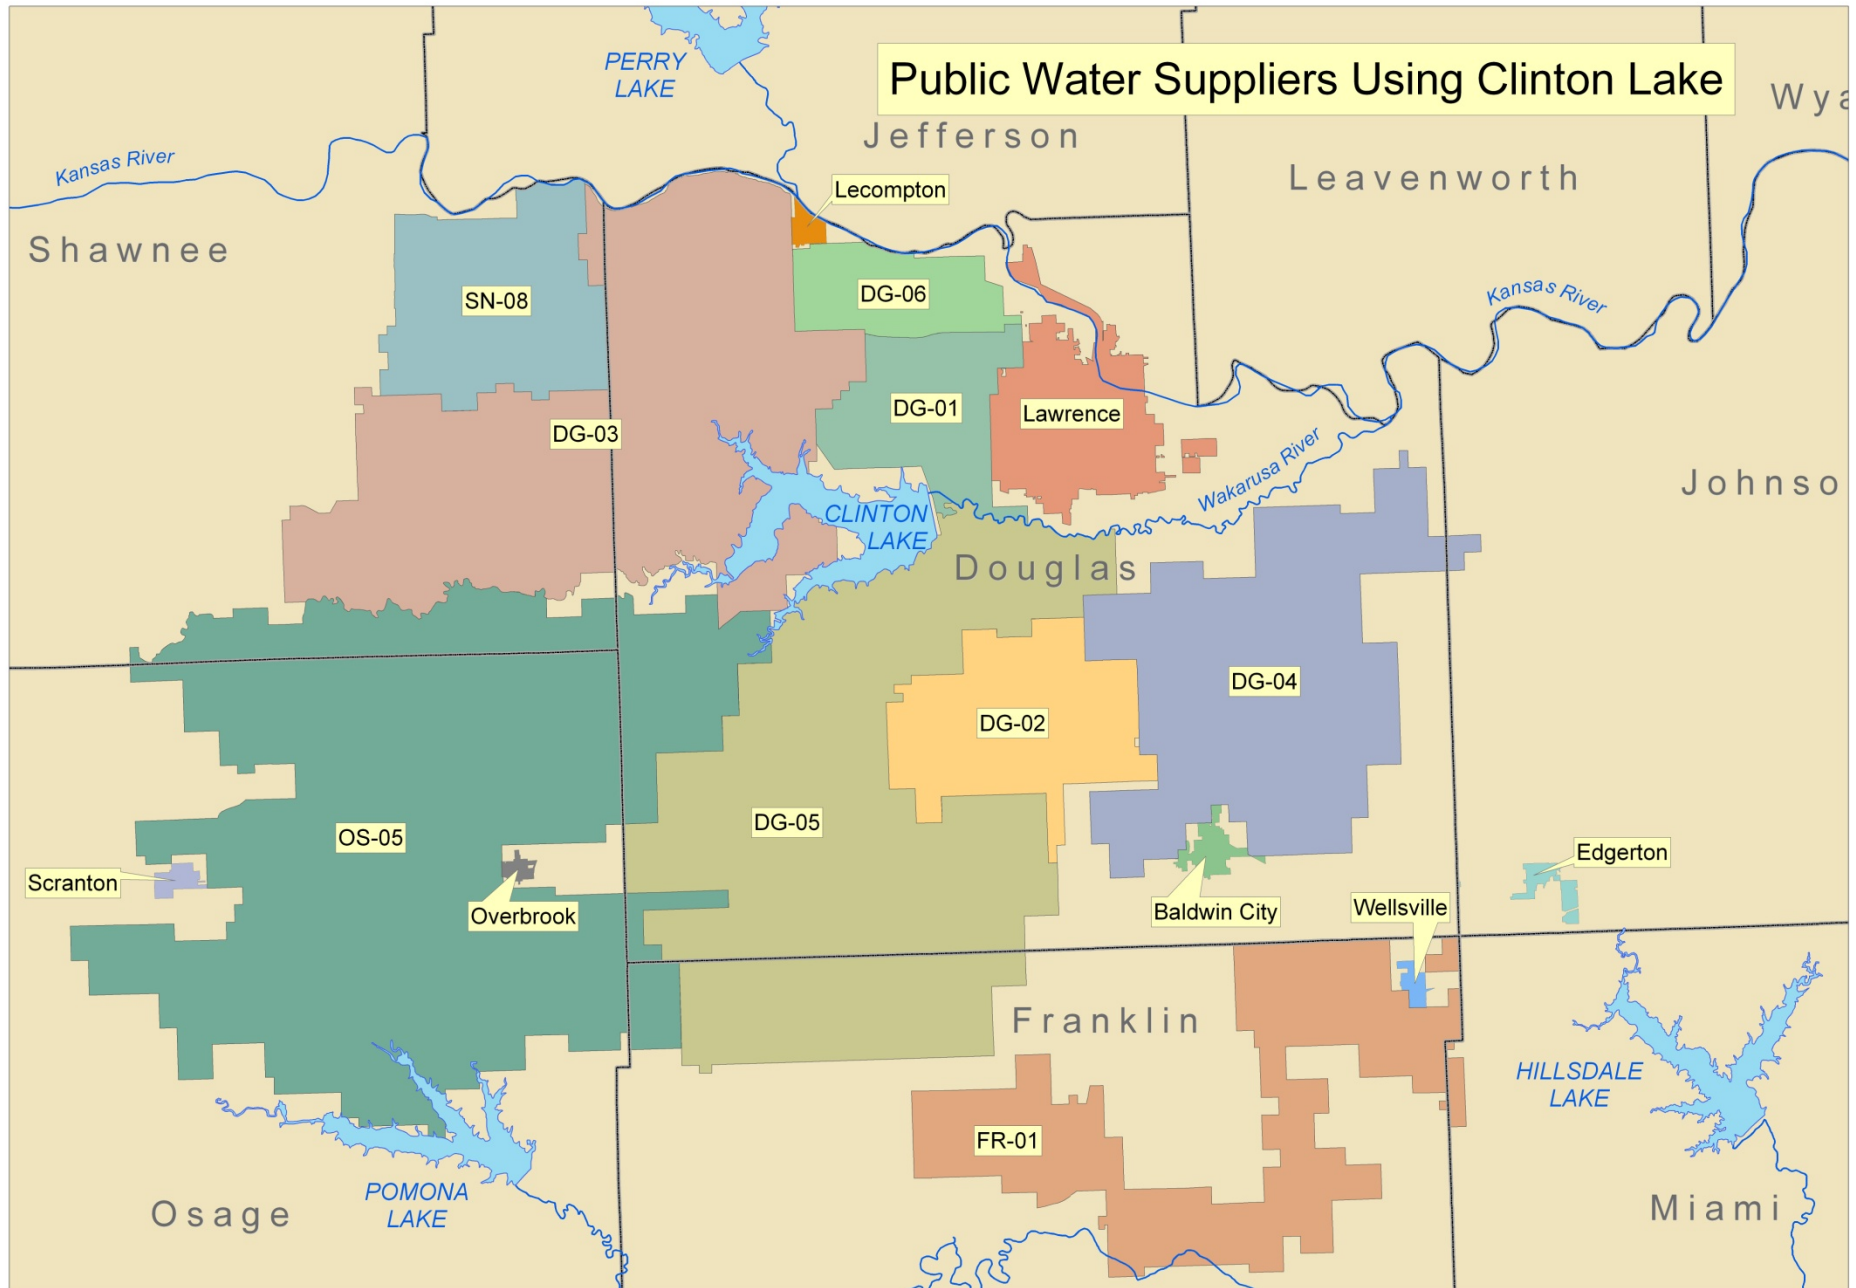 Public Water Suppliers Using Clinton Lake
PERRY
LAKE
Wya
Jefferson
Kansas River
Leavenworth
Lecompton
Shawnee
SN-08
DG-06
Kansas River
DG-01
Lawrence
DG-03
Wakarusa River
Johnso
CLINTON
LAKE
Douglas
DG-04
DG-02
DG-05
OS-05
Edgerton
Scranton
Overbrook
Baldwin City
Wellsville
Franklin
HILLSDALE
LAKE
FR-01
POMONA
LAKE
Osage
Miami